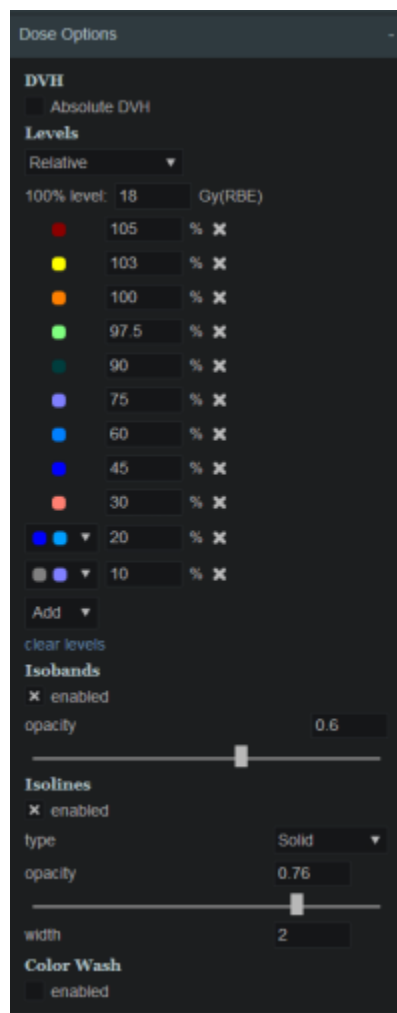 Dose Options -
DVH
Absolute DVH
Levels
Relative
100% level: 18 Gy(RBE)
105 %
103 %
100 %
97.5 %
90 %
75 %
60 %
45 %
30 %
20 %
10 %
Add
clear levels
Isobands
enabled
opacity 0.6
Isolines
enabled
type Solid
opacity 0.76
width 2
Color Wash
enabled